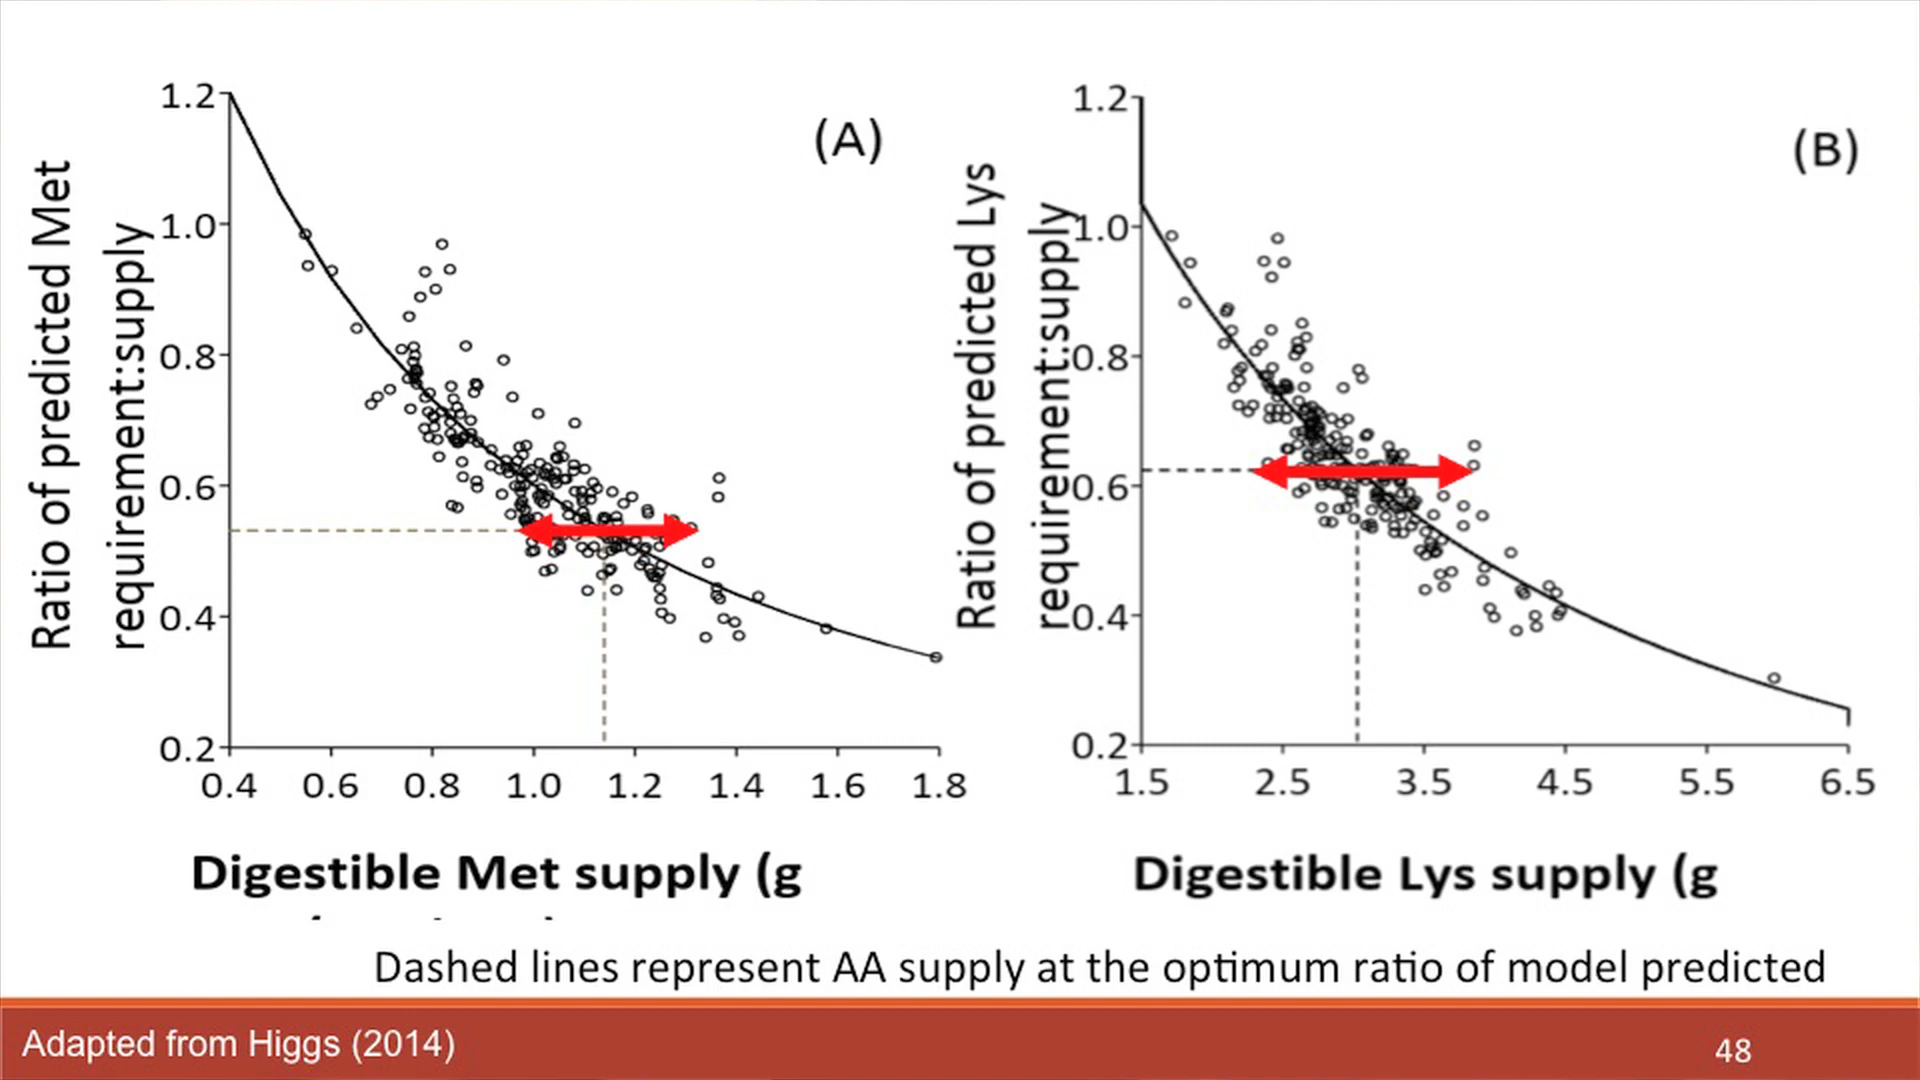 (A)
Ratio of predicted Met
requirement:supply
1.2
1.0
0.8
0.6
0.4
0.2
0.4 0.6 0.8 1.0 1.2 1.4 1.6 1.8
Digestible Met supply (g
(B)
Ratio of predicted Lys
requirement:supply
1.2
1.0
0.8
0.6
0.4
0.2
1.5 2.5 3.5 4.5 5.5 6.5
Digestible Lys supply (g
Dashed lines represent AA supply at the optimum ratio of model predicted
Adapted from Higgs (2014)
48